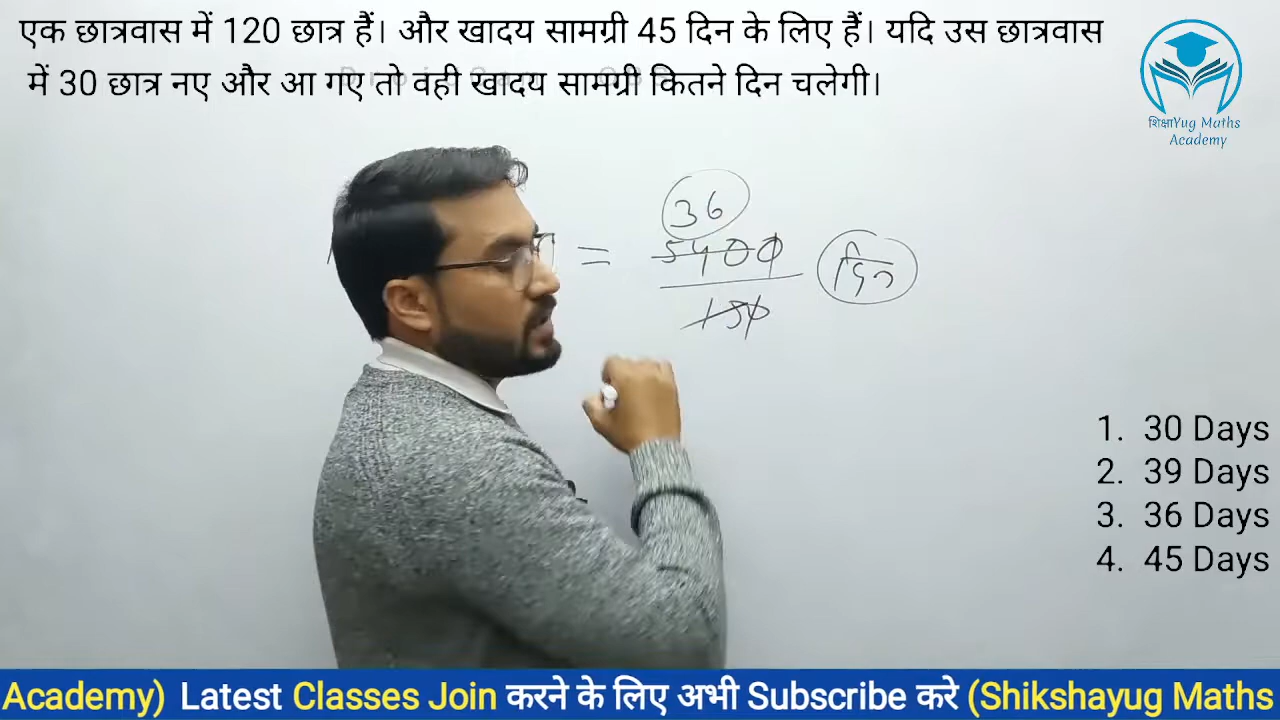 एक छात्रवास में 120 छात्र हैं। और खादय सामग्री 45 दिन के लिए हैं। यदि उस छात्रवास
में 30 छात्र नए और आ गए तो वही खादय सामग्री कितने दिन चलेगी।
शिक्षाYug Maths
Academy
36
= 5400 दिन
150
1. 30 Days
2. 39 Days
3. 36 Days
4. 45 Days
Academy) Latest Classes Join करने के लिए अभी Subscribe करे (Shikshayug Maths